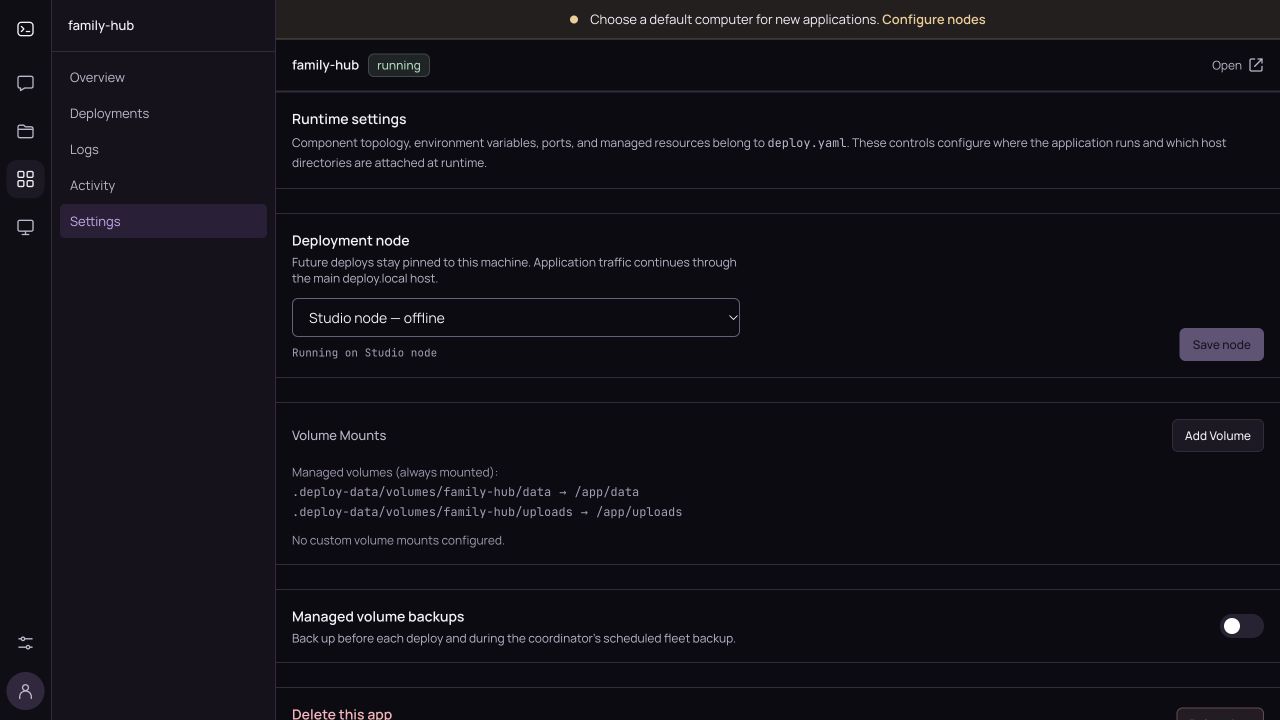 family-hub
Choose a default computer for new applications. Configure nodes
family-hub
running
Open
Overview
Deployments
Logs
Activity
Settings
Runtime settings
Component topology, environment variables, ports, and managed resources belong to deploy.yaml. These controls configure where the application runs and which host
directories are attached at runtime.
Deployment node
Future deploys stay pinned to this machine. Application traffic continues through
the main deploy.local host.
Studio node — offline
Running on Studio node
Save node
Volume Mounts
Add Volume
Managed volumes (always mounted):
.deploy-data/volumes/family-hub/data → /app/data
.deploy-data/volumes/family-hub/uploads → /app/uploads
No custom volume mounts configured.
Managed volume backups
Back up before each deploy and during the coordinator's scheduled fleet backup.
Delete this app